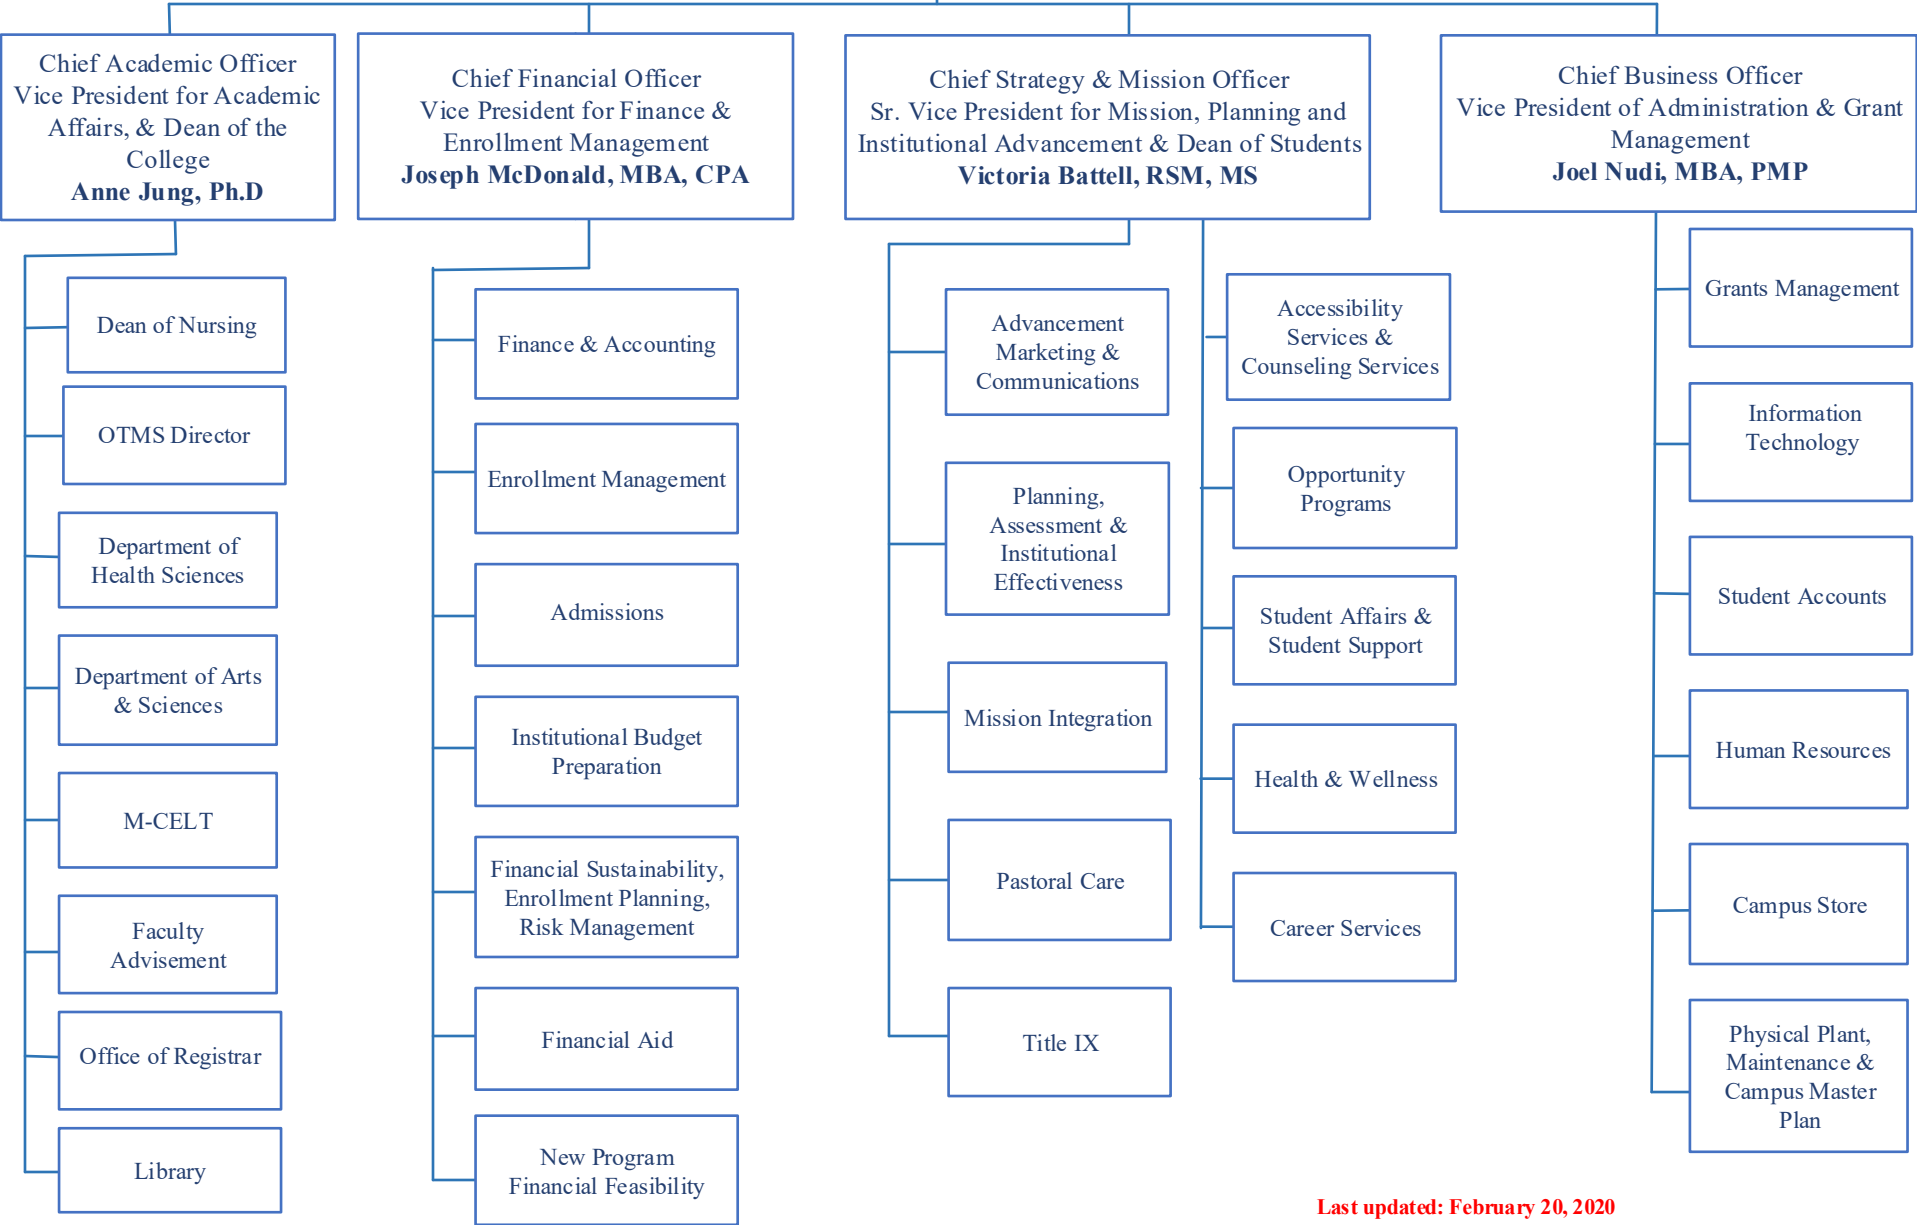 Chief Academic Officer
Vice President for Academic
Affairs, & Dean of the
College
Anne Jung, Ph.D
Chief Financial Officer
Vice President for Finance &
Enrollment Management
Joseph McDonald, MBA, CPA
Chief Strategy & Mission Officer
Sr. Vice President for Mission, Planning and
Institutional Advancement & Dean of Students
Victoria Battell, RSM, MS
Chief Business Officer
Vice President of Administration & Grant
Management
Joel Nudi, MBA, PMP
Dean of Nursing
OTMS Director
Department of
Health Sciences
Department of Arts
& Sciences
M-CELT
Faculty
Advisement
Office of Registrar
Library
Finance & Accounting
Enrollment Management
Admissions
Institutional Budget
Preparation
Financial Sustainability,
Enrollment Planning,
Risk Management
Financial Aid
New Program
Financial Feasibility
Advancement
Marketing &
Communications
Planning,
Assessment &
Institutional
Effectiveness
Mission Integration
Pastoral Care
Title IX
Accessibility
Services &
Counseling Services
Opportunity
Programs
Student Affairs &
Student Support
Health & Wellness
Career Services
Grants Management
Information
Technology
Student Accounts
Human Resources
Campus Store
Physical Plant,
Maintenance &
Campus Master
Plan
Last updated: February 20, 2020